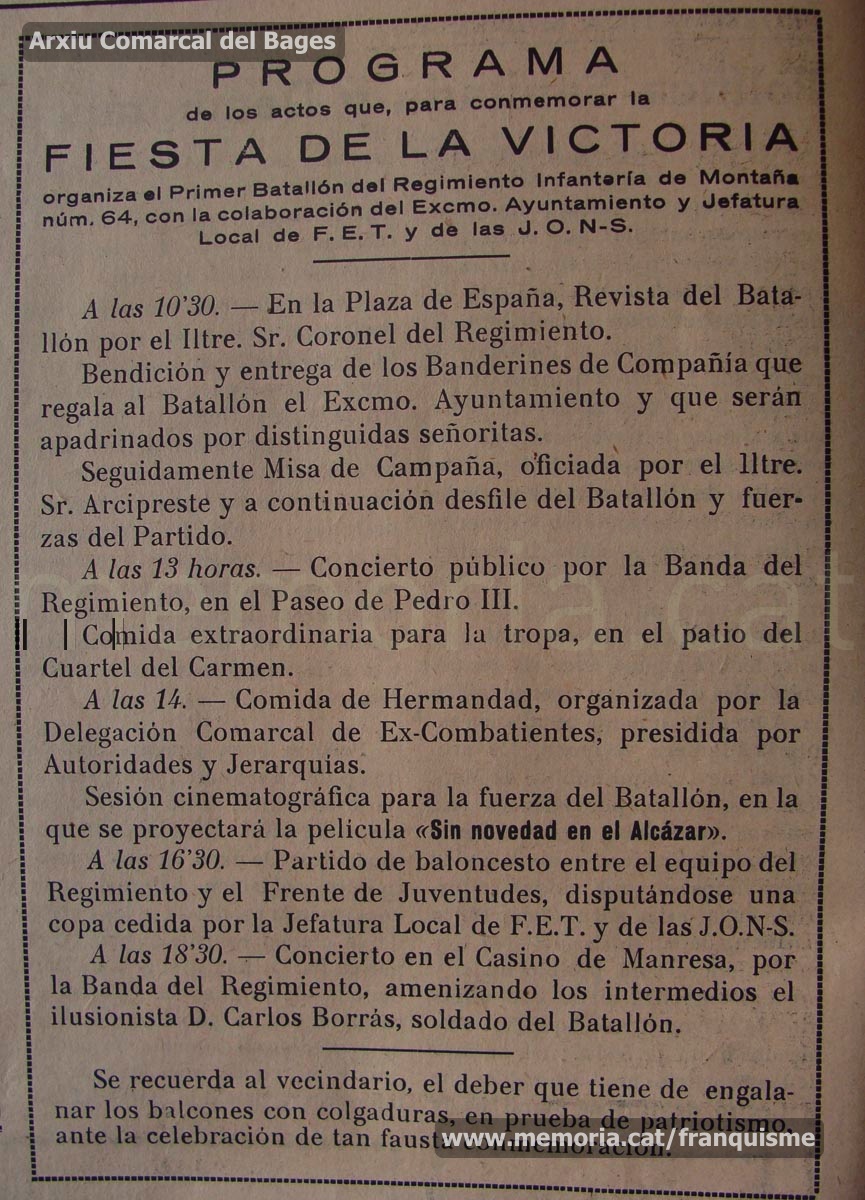 Arxiu Comarcal del Bages
PROGRAMA
de los actos que, para conmemorar la
FIESTA DE LA VICTORIA
organiza el Primer Batallón del Regimiento Infantería de Montaña
núm. 64, con la colaboración del Excmo. Ayuntamiento y Jefatura
Local de F. E. T. y de las J. O. N-S.
A las 10'30. — En la Plaza de España, Revista del Bata-
llón por el Iltre. Sr. Coronel del Regimiento.
Bendición y entrega de los Banderines de Compañía que
regala al Batallón el Excmo. Ayuntamiento y que serán
apadrinados por distinguidas señoritas.
Seguidamente Misa de Campaña, oficiada por el Iltre.
Sr. Arcipreste y a continuación desfile del Batallón y fuer-
zas del Partido.
A las 13 horas. — Concierto público por la Banda del
Regimiento, en el Paseo de Pedro III.
Comida extraordinaria para la tropa, en el patio del
Cuartel del Carmen.
A las 14. — Comida de Hermandad, organizada por la
Delegación Comarcal de Ex-Combatientes, presidida por
Autoridades y Jerarquías.
Sesión cinematográfica para la fuerza del Batallón, en la
que se proyectará la película «Sin novedad en el Alcázar».
A las 16'30. — Partido de baloncesto entre el equipo del
Regimiento y el Frente de Juventudes, disputándose una
copa cedida por la Jefatura Local de F.E.T. y de las J.O.N-S.
A las 18'30. — Concierto en el Casino de Manresa, por
la Banda del Regimiento, amenizando los intermedios el
ilusionista D. Carlos Borrás, soldado del Batallón.
Se recuerda al vecindario, el deber que tiene de engala-
nar los balcones con colgaduras, en prueba de patriotismo,
ante la celebración de tan fausta conmemoración.
www.memoria.cat/franquisme